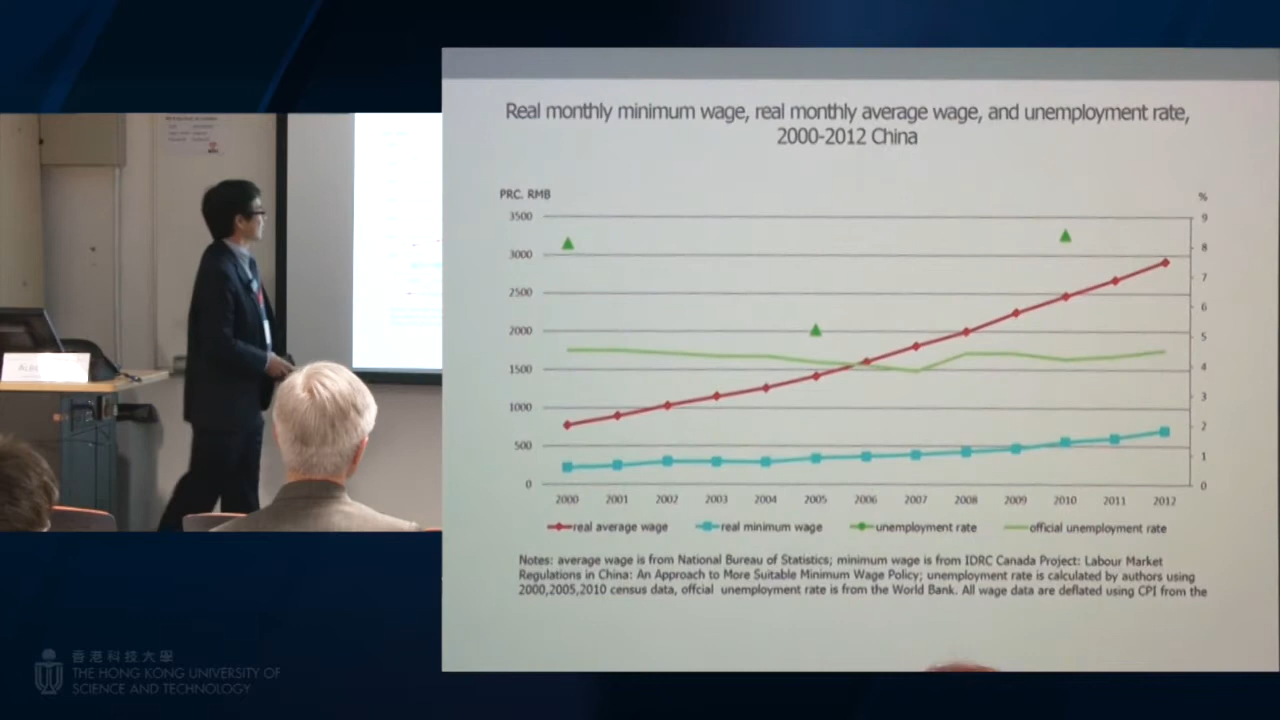 Real monthly minimum wage, real monthly average wage, and unemployment rate,
2000-2012 China
PRC. RMB
%
3500
3000
2500
2000
1500
1000
500
0
9
8
7
6
5
4
3
2
1
0
2000 2001 2002 2003 2004 2005 2006 2007 2008 2009 2010 2011 2012
real average wage real minimum wage unemployment rate official unemployment rate
Notes: average wage is from National Bureau of Statistics; minimum wage is from IDRC Canada Project: Labour Market
Regulations in China: An Approach to More Suitable Minimum Wage Policy; unemployment rate is calculated by authors using
2000,2005,2010 census data, offcial unemployment rate is from the World Bank. All wage data are deflated using CPI from the
香港科技大學
THE HONG KONG UNIVERSITY OF
SCIENCE AND TECHNOLOGY